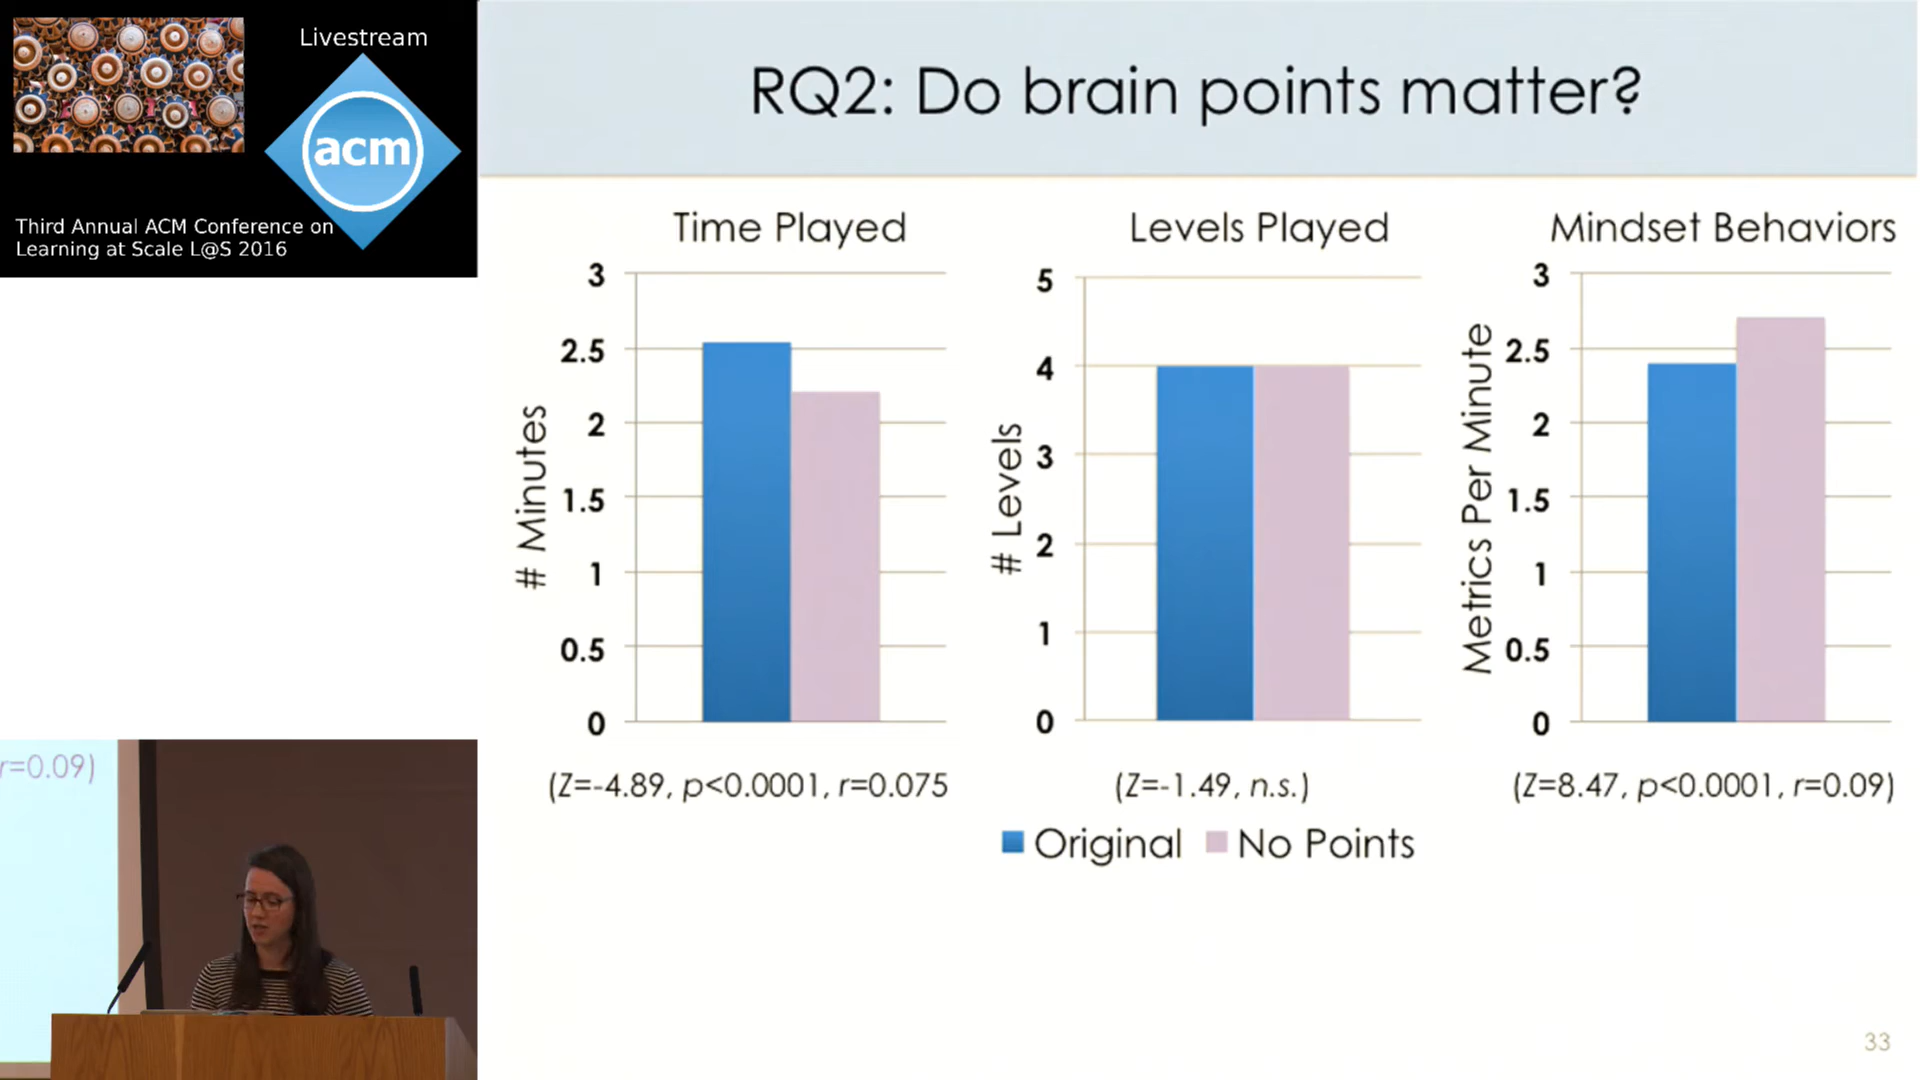 Livestream
acm
Third Annual ACM Conference on
Learning at Scale L@S 2016
RQ2: Do brain points matter?
Time Played
# Minutes
3
2.5
2
1.5
1
0.5
0
(Z=-4.89, p<0.0001, r=0.075
Levels Played
# Levels
5
4
3
2
1
0
(Z=-1.49, n.s.)
Mindset Behaviors
Metrics Per Minute
3
2.5
2
1.5
1
0.5
0
(Z=8.47, p<0.0001, r=0.09)
Original
No Points
r=0.09)
33